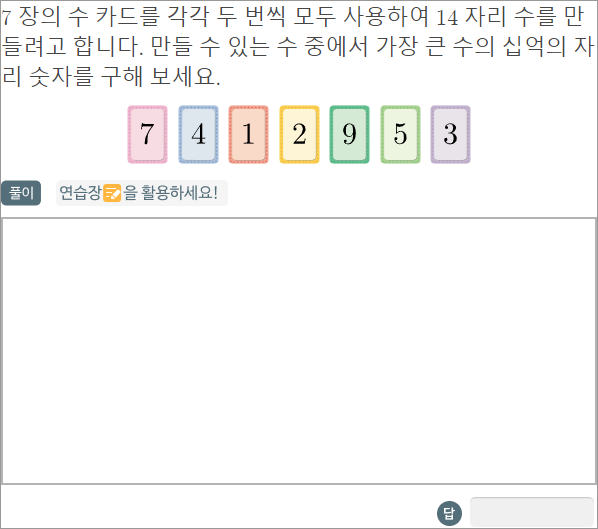 7 장의 수 카드를 각각 두 번씩 모두 사용하여 14 자리 수를 만
들려고 합니다. 만들 수 있는 수 중에서 가장 큰 수의 십억의 자
리 숫자를 구해 보세요.
7 4 1 2 9 5 3
풀이 연습장을 활용하세요!
답